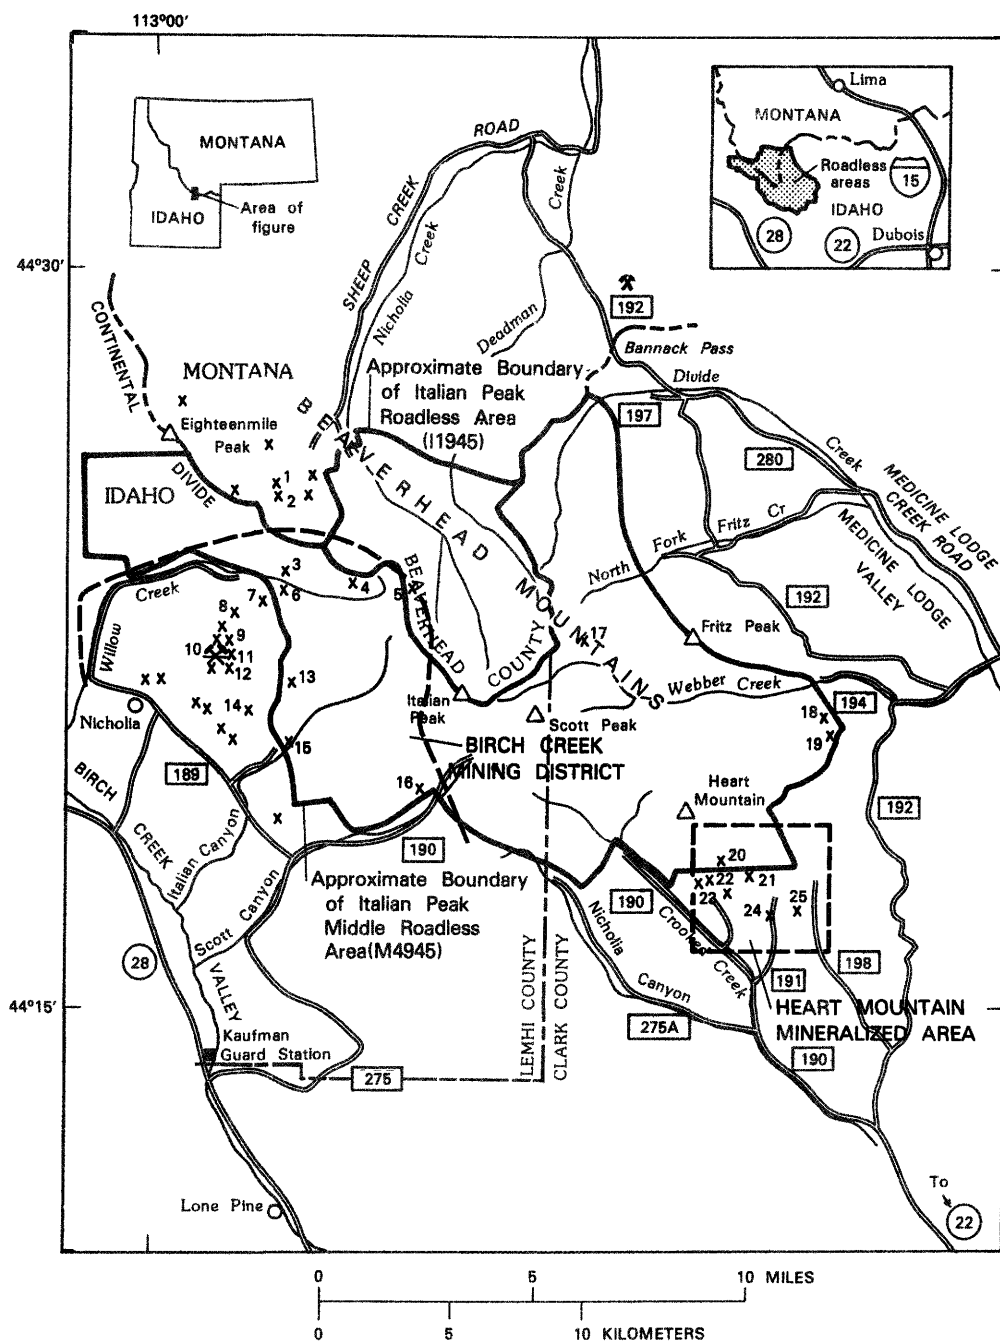 113°00'
MONTANA
IDAHO
Area of
figure
Lima
MONTANA
Roadless
areas
15
IDAHO
28
22
Dubois
44°30'
SHEEP CREEK ROAD
Nicholia Creek
Creek
Deadman
192
Bannack Pass
Divide
Creek
CONTINENTAL
DIVIDE
MONTANA
Approximate Boundary
of Italian Peak
Roadless Area
(I1945)
197
280
Eighteenmile
Peak
BEAVERHEAD MOUNTAINS
MEDICINE LODGE
CREEK ROAD
MEDICINE LODGE
VALLEY
IDAHO
1
2
North Fork Fritz Cr
3
4
5
6
7
8
9
10
11
12
13
14
15
16
17
BEAVERHEAD COUNTY
192
Willow Creek
Fritz Peak
Webber Creek
Italian
Peak
Scott Peak
194
18
19
Nicholia
BIRCH CREEK
MINING DISTRICT
189
BIRCH CREEK VALLEY
Heart
Mountain
192
Italian Canyon
190
Approximate Boundary
of Italian Peak
Middle Roadless
Area(M4945)
20
21
22
23
24
25
190
Scott Canyon
Nicholia Canyon
Crooked Creek
28
LEMHI COUNTY
CLARK COUNTY
191
198
44°15'
HEART MOUNTAIN
MINERALIZED AREA
275A
Kaufman
Guard Station
190
275
Lone Pine
To
22
0 5 10 MILES
0 5 10 KILOMETERS